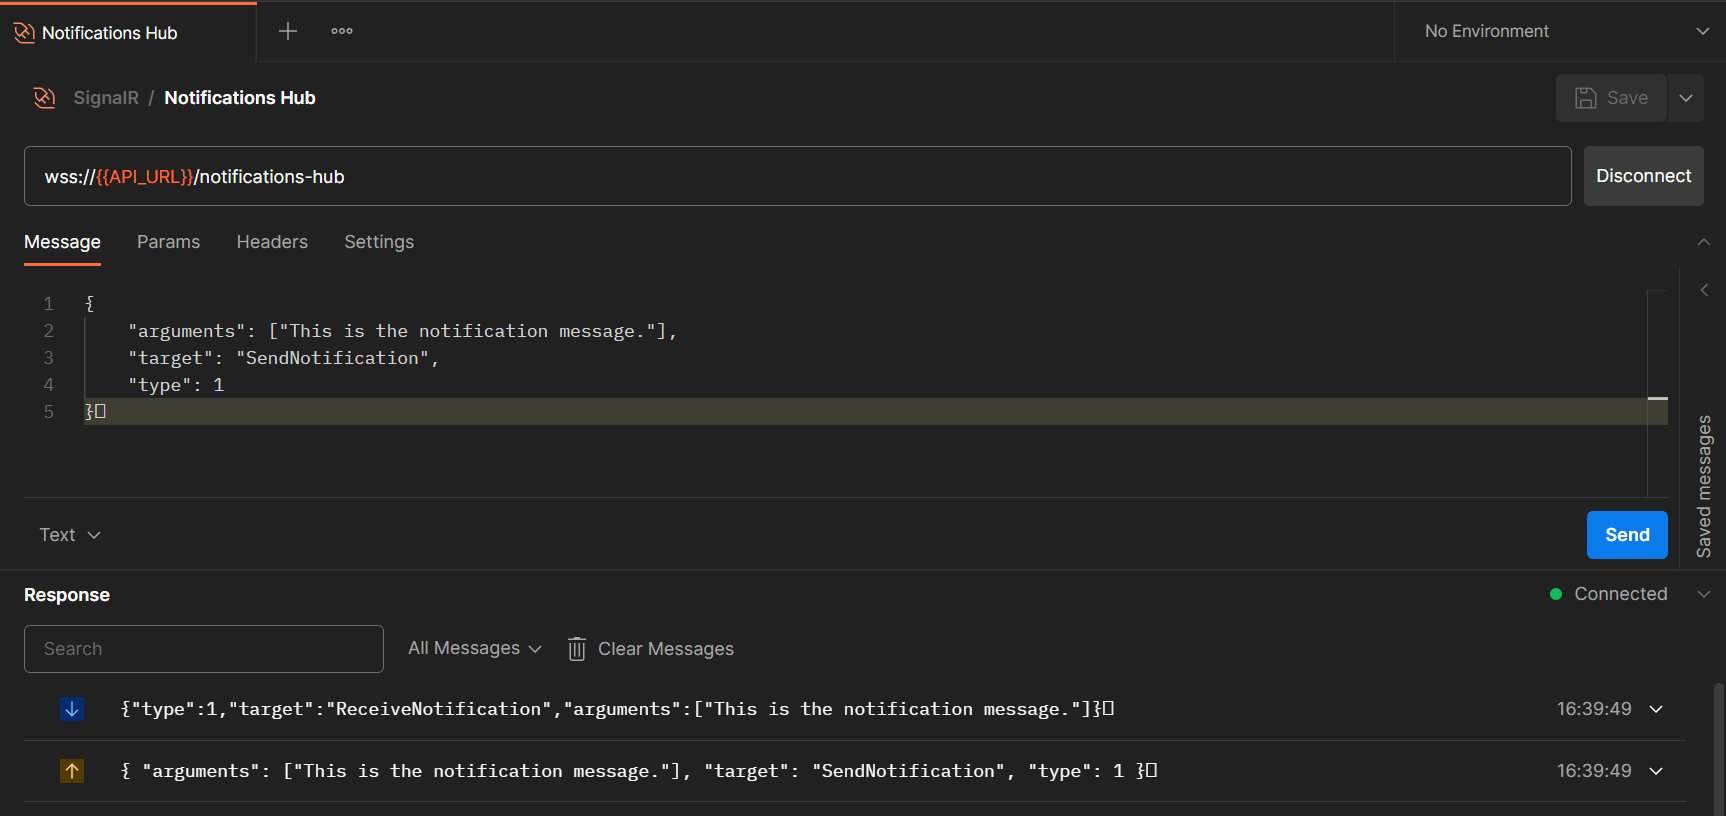 Notifications Hub
No Environment
SignalR / Notifications Hub
Save
wss://{{API_URL}}/notifications-hub
Disconnect
Message Params Headers Settings
1 {
2 "arguments": ["This is the notification message."],
3 "target": "SendNotification",
4 "type": 1
5 }
Saved messages
Text
Send
Response
Connected
Search
All Messages
Clear Messages
{"type":1,"target":"ReceiveNotification","arguments":["This is the notification message."]} 16:39:49
{ "arguments": ["This is the notification message."], "target": "SendNotification", "type": 1 } 16:39:49